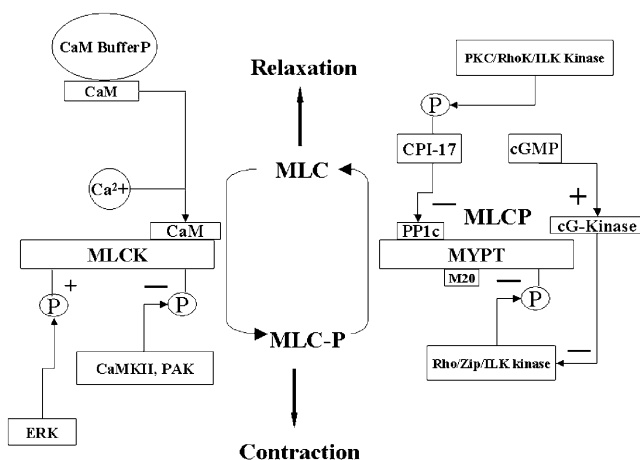 CaM BufferP
CaM
Ca2+
CaM
MLCK
P
+
P
−
CaMKII, PAK
ERK
Relaxation
MLC
MLC-P
Contraction
PKC/RhoK/ILK Kinase
P
CPI-17
cGMP
−
MLCP
+
PP1c
cG-Kinase
MYPT
M20
−
P
Rho/Zip/ILK kinase
−